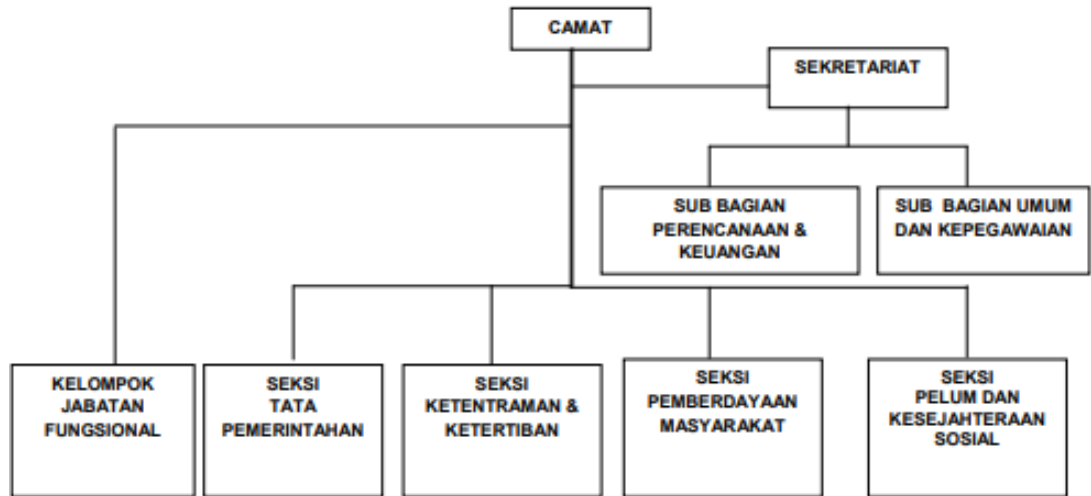 CAMAT
SEKRETARIAT
SUB BAGIAN
PERENCANAAN &
KEUANGAN
SUB BAGIAN UMUM
DAN KEPEGAWAIAN
KELOMPOK
JABATAN
FUNGSIONAL
SEKSI
TATA
PEMERINTAHAN
SEKSI
KETENTRAMAN &
KETERTIBAN
SEKSI
PEMBERDAYAAN
MASYARAKAT
SEKSI
PELUM DAN
KESEJAHTERAAN
SOSIAL